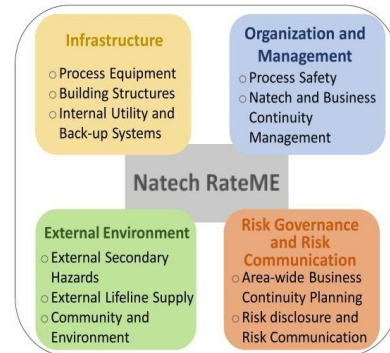 Infrastructure
○ Process Equipment
○ Building Structures
○ Internal Utility and
Back-up Systems
Organization and
Management
○ Process Safety
○ Natech and Business
Continuity
Management
Natech RateME
External Environment
○ External Secondary
Hazards
○ External Lifeline Supply
○ Community and
Environment
Risk Governance
and Risk
Communication
○ Area-wide Business
Continuity Planning
○ Risk disclosure and
Risk Communication